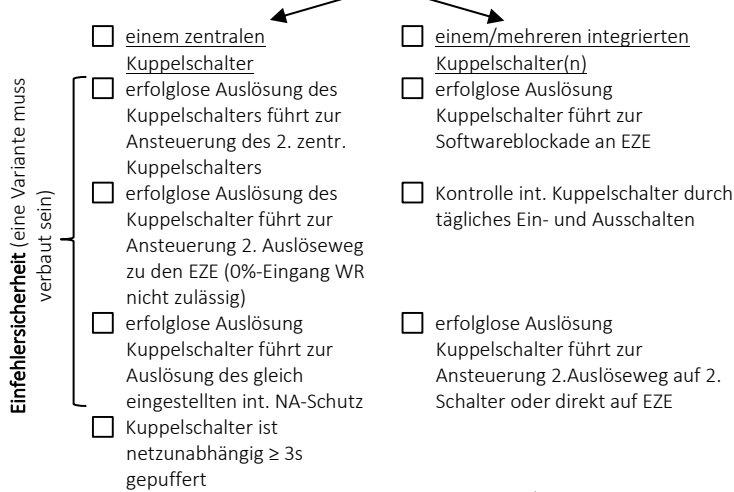 Einfehlersicherheit (eine Variante muss
verbaut sein)
einem zentralen
Kuppelschalter
erfolglose Auslösung des
Kuppelschalters führt zur
Ansteuerung des 2. zentr.
Kuppelschalters
erfolglose Auslösung des
Kuppelschalter führt zur
Ansteuerung 2. Auslöseweg
zu den EZE (0%-Eingang WR
nicht zulässig)
erfolglose Auslösung
Kuppelschalter führt zur
Auslösung des gleich
eingestellten int. NA-Schutz
Kuppelschalter ist
netzunabhängig ≥ 3s
gepuffert
einem/mehreren integrierten
Kuppelschalter(n)
erfolglose Auslösung
Kuppelschalter führt zur
Softwareblockade an EZE
Kontrolle int. Kuppelschalter durch
tägliches Ein- und Ausschalten
erfolglose Auslösung
Kuppelschalter führt zur
Ansteuerung 2.Auslöseweg auf 2.
Schalter oder direkt auf EZE